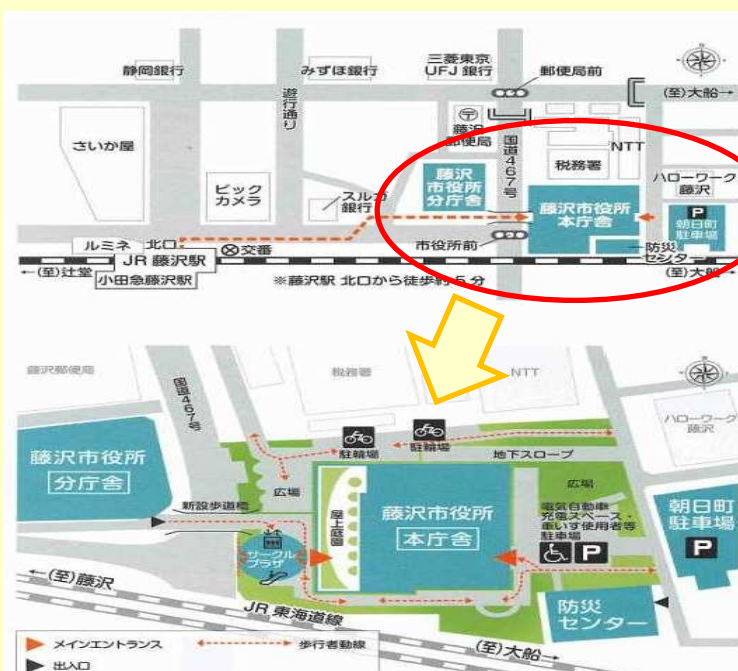 静岡銀行
みずほ銀行
三菱東京
UFJ銀行
郵便局前
(至)大船→
遊行通り
さいか屋
〒
藤沢
郵便局
国道467号
NTT
税務署
ビック
カメラ
スルガ
銀行
藤沢
市役所
分庁舎
藤沢市役所
本庁舎
ハローワーク
藤沢
P
朝日町
駐車場
ルミネ 北口
交番
市役所前
防災
センター
JR 藤沢駅
←(至)辻堂
小田急藤沢駅
(至)大船→
※藤沢駅 北口から徒歩約5分
藤沢郵便局
国道467号
税務署
NTT
ハローワーク
藤沢
駐輪場
駐輪場
地下スロープ
藤沢市役所
分庁舎
広場
広場
新設歩道橋
屋上庭園
藤沢市役所
本庁舎
電気自動車
充電スペース・
車いす使用者等
駐車場
P
朝日町
駐車場
P
サークル
プラザ
←(至)藤沢
JR 東海道線
防災
センター
(至)大船→
メインエントランス
歩行者動線
出入口